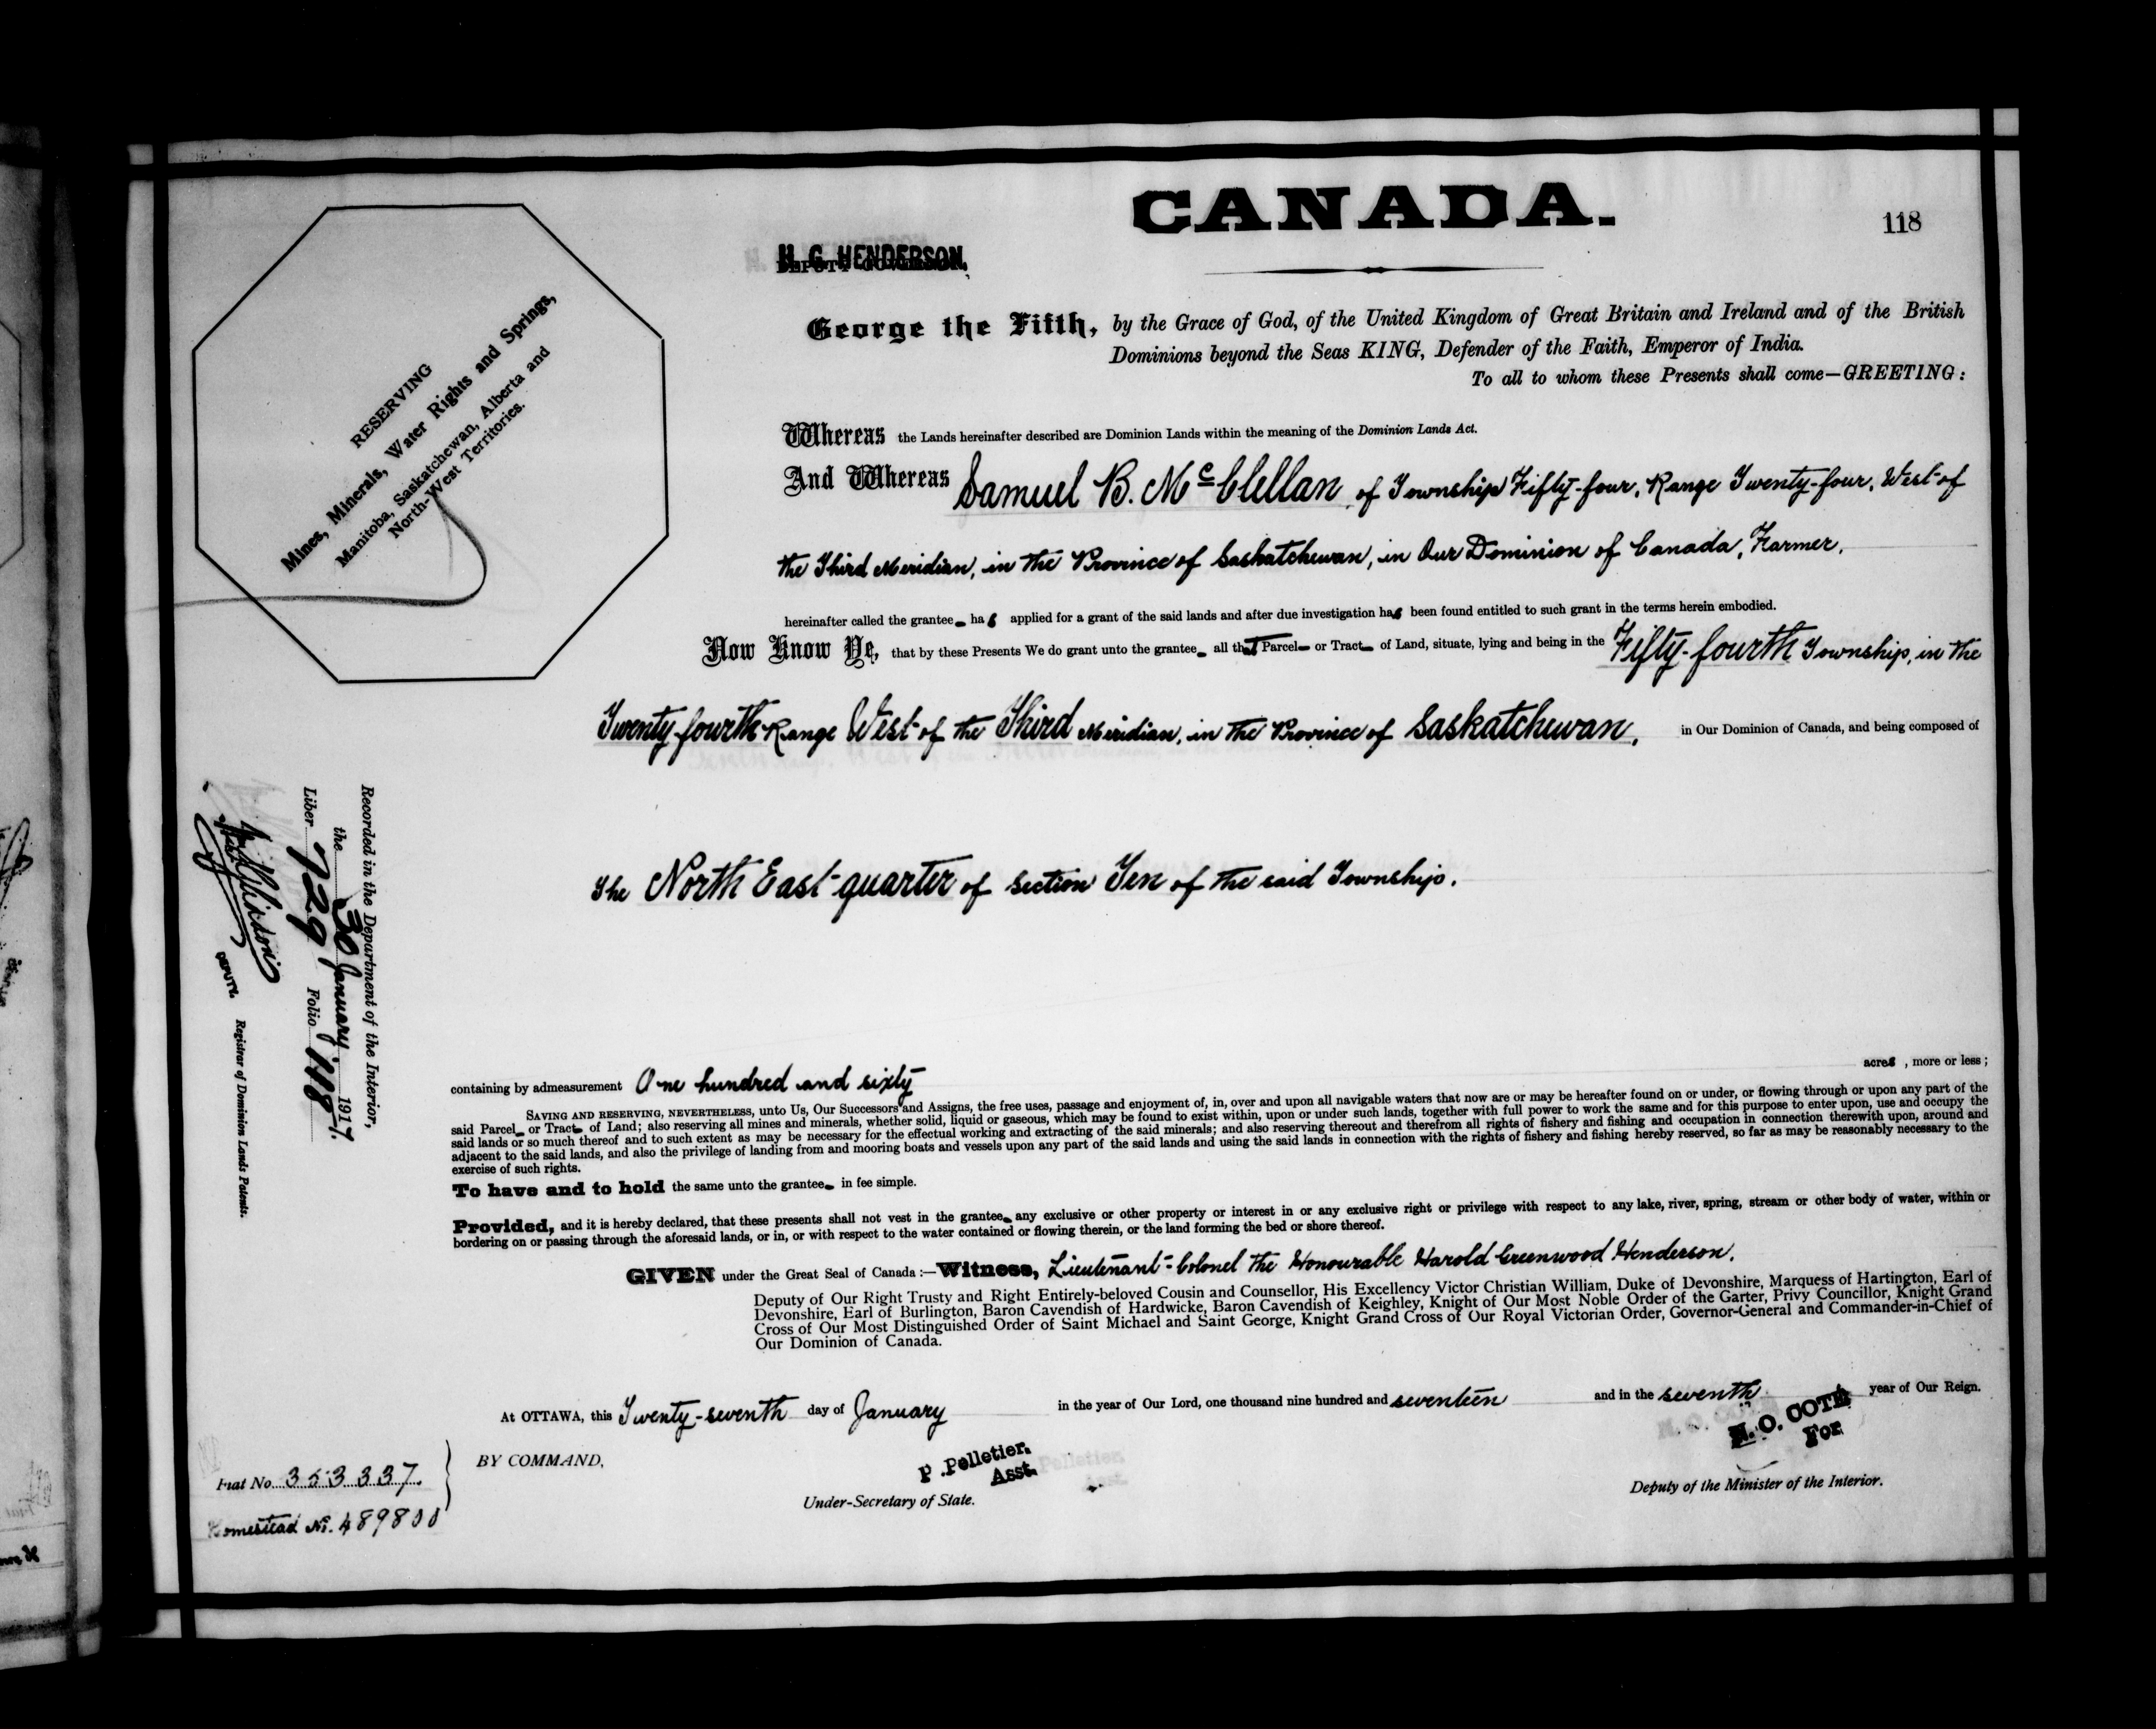 CANADA.
118
H. G. HENDERSON,
DEPUTY GOVERNOR,
RESERVING
Mines, Minerals, Water Rights and Springs,
Manitoba, Saskatchewan, Alberta and
North-West Territories.
George the Fifth, by the Grace of God, of the United Kingdom of Great Britain and Ireland and of the British
Dominions beyond the Seas KING, Defender of the Faith, Emperor of India.
To all to whom these Presents shall come—GREETING:
Whereas the Lands hereinafter described are Dominion Lands within the meaning of the Dominion Lands Act.
And Whereas Samuel B. McClellan, of Township Fifty-four, Range Twenty-four, West of
the Third Meridian, in the Province of Saskatchewan, in Our Dominion of Canada, Farmer,
hereinafter called the grantee has applied for a grant of the said lands and after due investigation has been found entitled to such grant in the terms herein embodied.
Now Know Ye, that by these Presents We do grant unto the grantee all that Parcel or Tract of Land, situate, lying and being in the Fifty-fourth Township, in the
Twenty-fourth Range West of the Third Meridian, in the Province of Saskatchewan, in Our Dominion of Canada, and being composed of
The North East quarter of Section Ten of the said Township.
Recorded in the Department of the Interior,
the 30 January 1917.
Liber 729 Folio 118
DEPUTY. Registrar of Dominion Lands Patents.
containing by admeasurement One hundred and sixty acres, more or less;
SAVING AND RESERVING, NEVERTHELESS, unto Us, Our Successors and Assigns, the free uses, passage and enjoyment of, in, over and upon all navigable waters that now are or may be hereafter found on or under, or flowing through or upon any part of the
said Parcel or Tract of Land; also reserving all mines and minerals, whether solid, liquid or gaseous, which may be found to exist within, upon or under such lands, together with full power to work the same and for this purpose to enter upon, use and occupy the
said lands or so much thereof and to such extent as may be necessary for the effectual working and extracting of the said minerals; and also reserving thereout and therefrom all rights of fishery and fishing and occupation in connection therewith upon, around and
adjacent to the said lands, and also the privilege of landing from and mooring boats and vessels upon any part of the said lands and using the said lands in connection with the rights of fishery and fishing hereby reserved, so far as may be reasonably necessary to the
exercise of such rights.
To have and to hold the same unto the grantee in fee simple.
Provided, and it is hereby declared, that these presents shall not vest in the grantee any exclusive or other property or interest in or any exclusive right or privilege with respect to any lake, river, spring, stream or other body of water, within or
bordering on or passing through the aforesaid lands, or in, or with respect to the water contained or flowing therein, or the land forming the bed or shore thereof.
GIVEN under the Great Seal of Canada:—Witness, Lieutenant-Colonel the Honourable Harold Greenwood Henderson,
Deputy of Our Right Trusty and Right Entirely-beloved Cousin and Counsellor, His Excellency Victor Christian William, Duke of Devonshire, Marquess of Hartington, Earl of
Devonshire, Earl of Burlington, Baron Cavendish of Hardwicke, Baron Cavendish of Keighley, Knight of Our Most Noble Order of the Garter, Privy Councillor, Knight Grand
Cross of Our Most Distinguished Order of Saint Michael and Saint George, Knight Grand Cross of Our Royal Victorian Order, Governor-General and Commander-in-Chief of
Our Dominion of Canada.
At OTTAWA, this Twenty-seventh day of January in the year of Our Lord, one thousand nine hundred and seventeen and in the seventh year of Our Reign.
BY COMMAND,
P. Pelletier.
Asst.
Under-Secretary of State.
N. O. COTE
For
Deputy of the Minister of the Interior.
Fiat No. 353337.
Homestead No. 489800